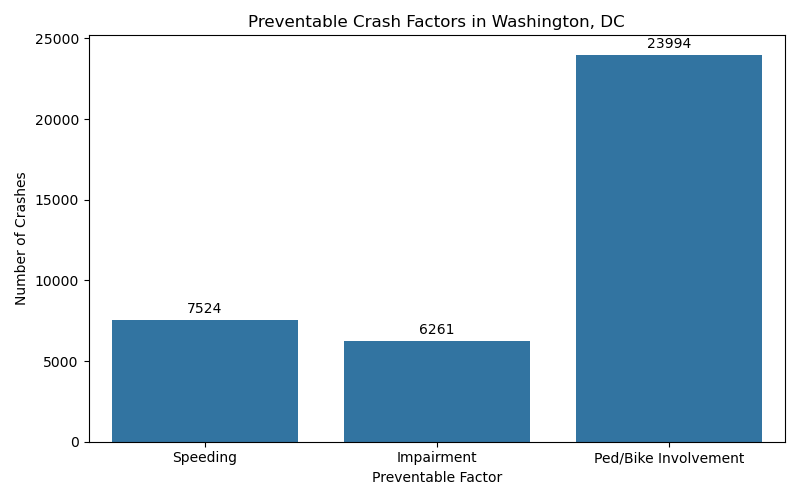 Preventable Crash Factors in Washington, DC
25000
20000
15000
10000
5000
0
Number of Crashes
7524
6261
23994
Speeding
Impairment
Ped/Bike Involvement
Preventable Factor